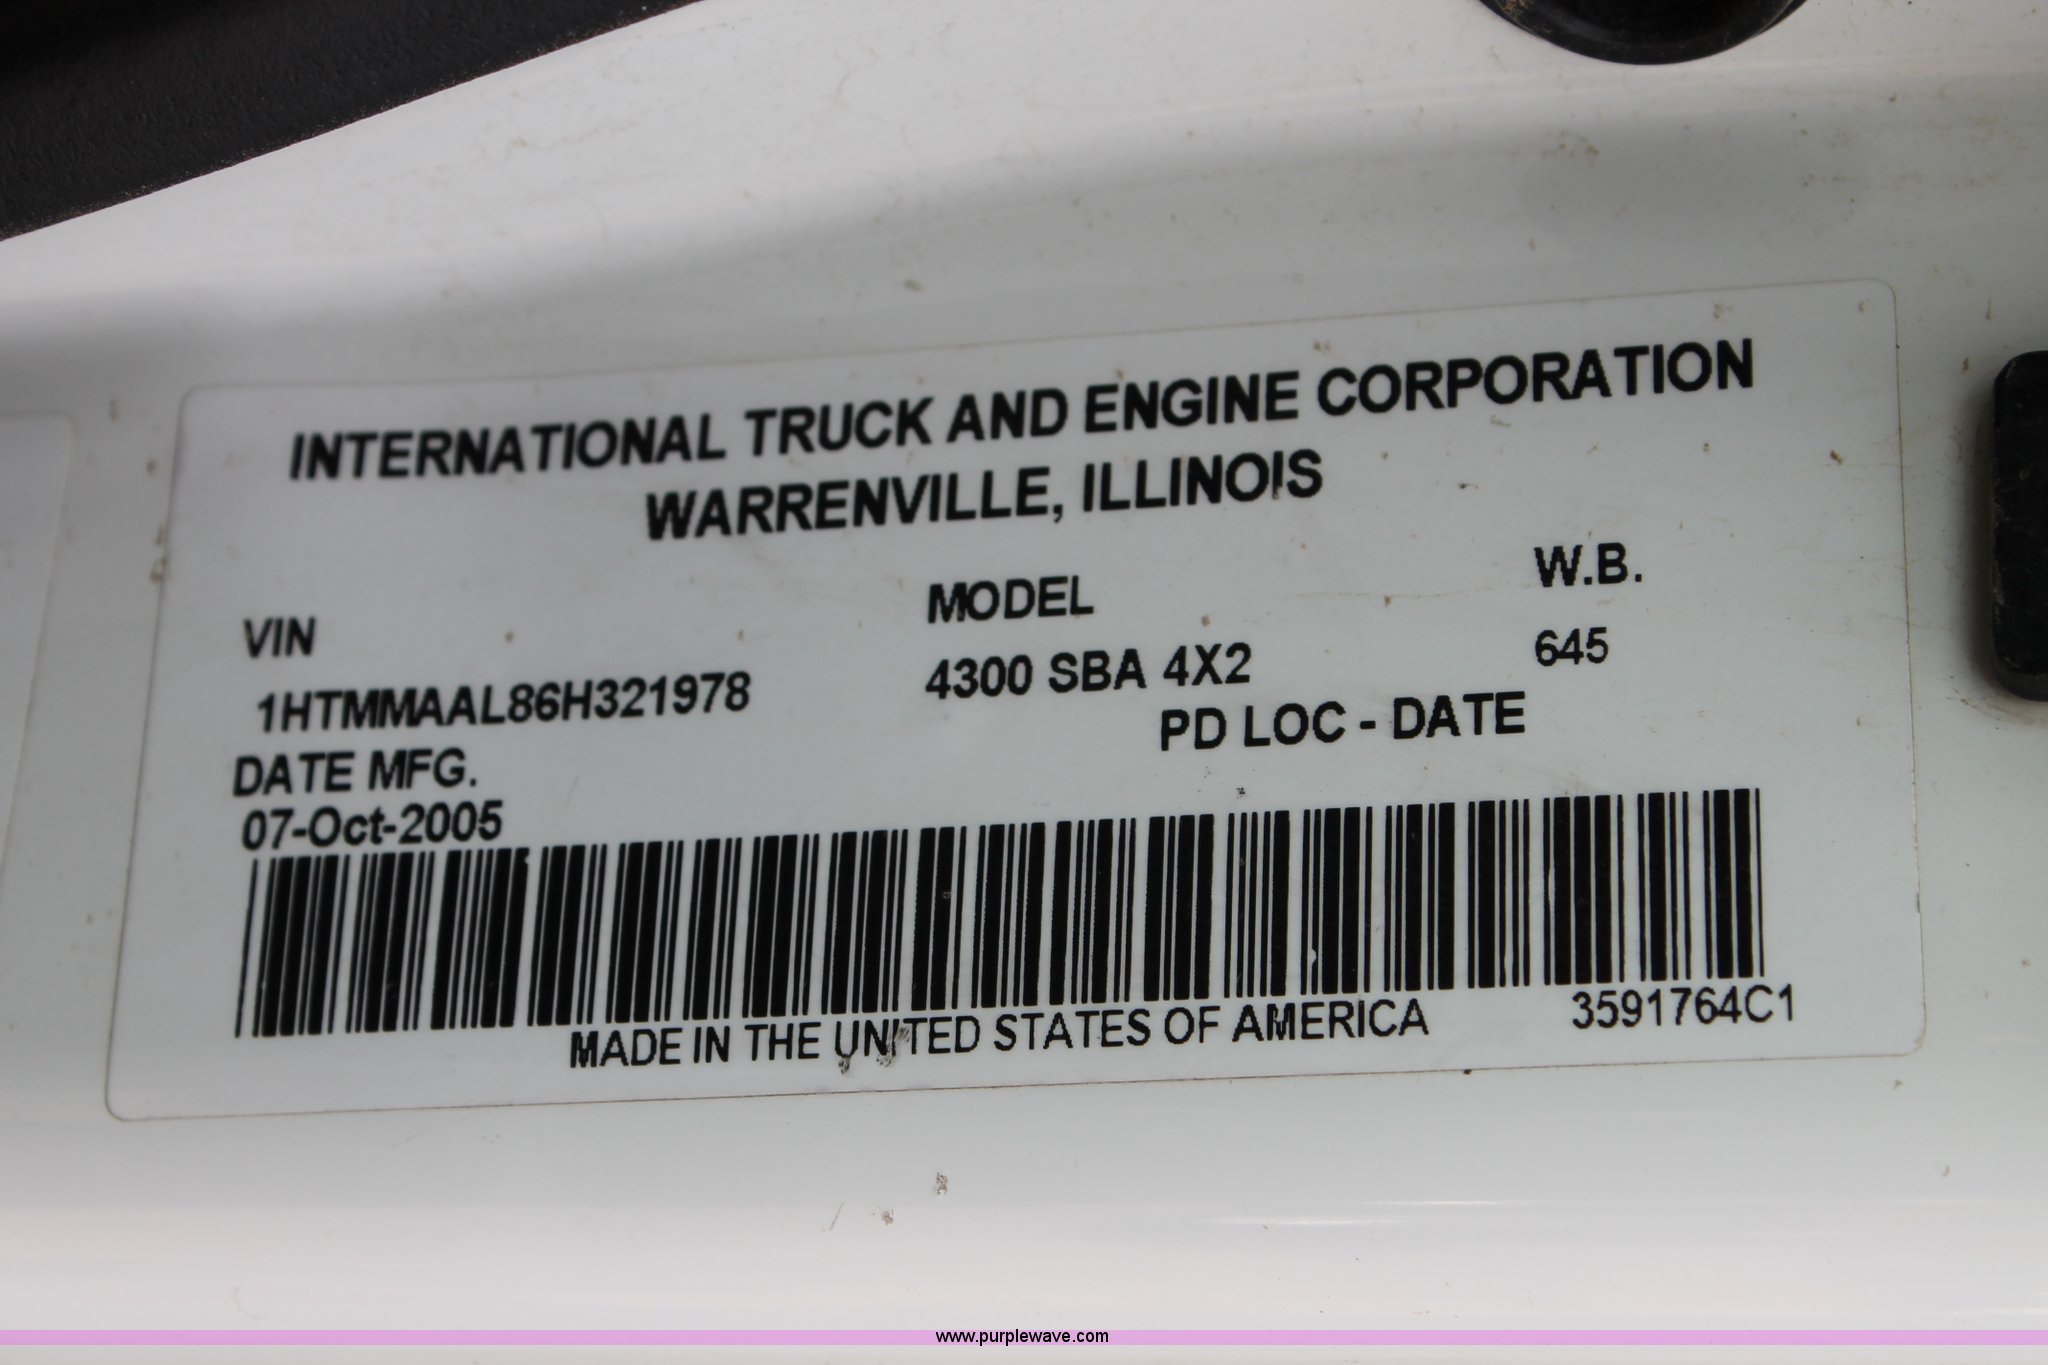 INTERNATIONAL TRUCK AND ENGINE CORPORATION
WARRENVILLE, ILLINOIS
VIN MODEL W.B.
1HTMMAAL86H321978 4300 SBA 4X2 645
DATE MFG. PD LOC - DATE
07-Oct-2005
MADE IN THE UNITED STATES OF AMERICA 3591764C1
www.purplewave.com